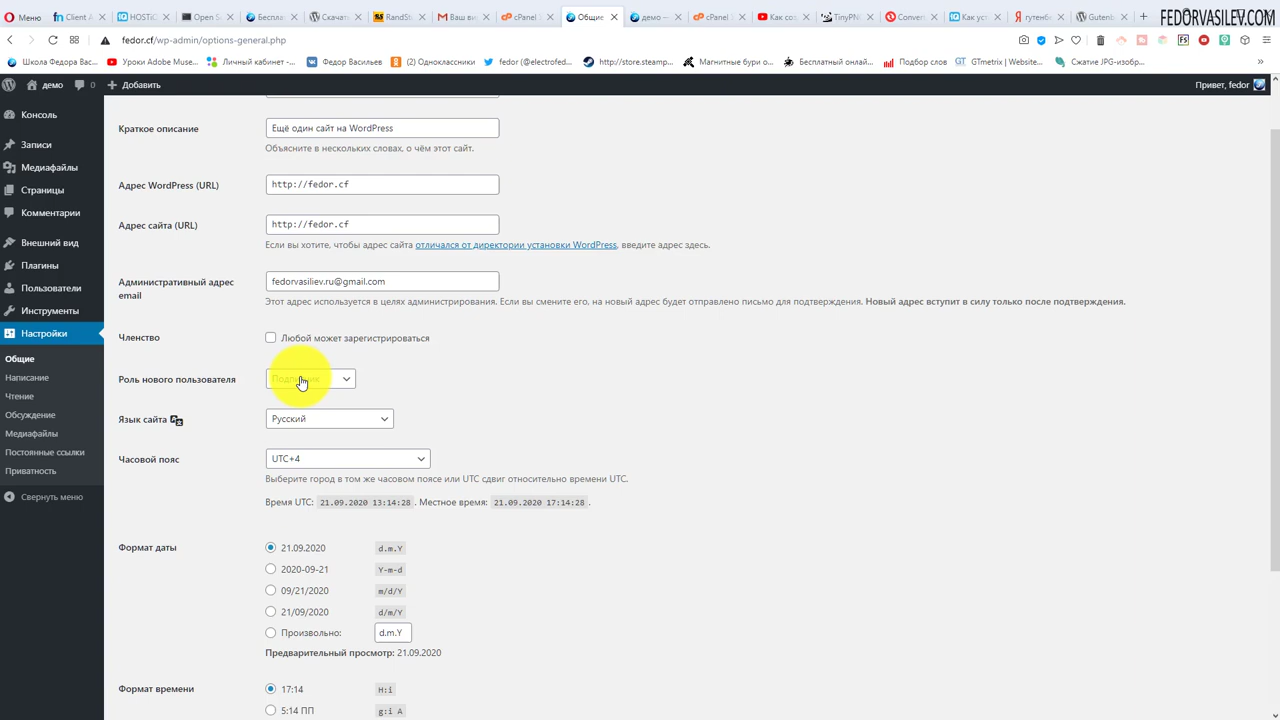 Меню
Client A
HOSTiC
Open S
Беспла
Скачать
RandSt
Ваш ви
cPanel
Общие
демо —
cPanel
Как со
TinyPN
Convert
Как ус
гутенбе
Gutenb
FEDORVASILEV.COM
fedor.cf/wp-admin/options-general.php
Школа Федора Вас...
Уроки Adobe Muse...
Личный кабинет -...
Федор Васильев
(2) Одноклассники
fedor (@electrofed...
http://store.steamp...
Магнитные бури о...
Бесплатный онлай...
Подбор слов
GTmetrix | Website...
Сжатие JPG-изобр...
демо
0
Добавить
Привет, fedor
Консоль
Записи
Медиафайлы
Страницы
Комментарии
Внешний вид
Плагины
Пользователи
Инструменты
Настройки
Общие
Написание
Чтение
Обсуждение
Медиафайлы
Постоянные ссылки
Приватность
Свернуть меню
Краткое описание
Ещё один сайт на WordPress
Объясните в нескольких словах, о чём этот сайт.
Адрес WordPress (URL)
http://fedor.cf
Адрес сайта (URL)
http://fedor.cf
Если вы хотите, чтобы адрес сайта отличался от директории установки WordPress, введите адрес здесь.
Административный адрес
email
fedorvasiliev.ru@gmail.com
Этот адрес используется в целях администрирования. Если вы смените его, на новый адрес будет отправлено письмо для подтверждения. Новый адрес вступит в силу только после подтверждения.
Членство
Любой может зарегистрироваться
Роль нового пользователя
Подписчик
Язык сайта
Русский
Часовой пояс
UTC+4
Выберите город в том же часовом поясе или UTC сдвиг относительно времени UTC.
Время UTC: 21.09.2020 13:14:28. Местное время: 21.09.2020 17:14:28.
Формат даты
21.09.2020 d.m.Y
2020-09-21 Y-m-d
09/21/2020 m/d/Y
21/09/2020 d/m/Y
Произвольно: d.m.Y
Предварительный просмотр: 21.09.2020
Формат времени
17:14 H:i
5:14 ПП g:i A